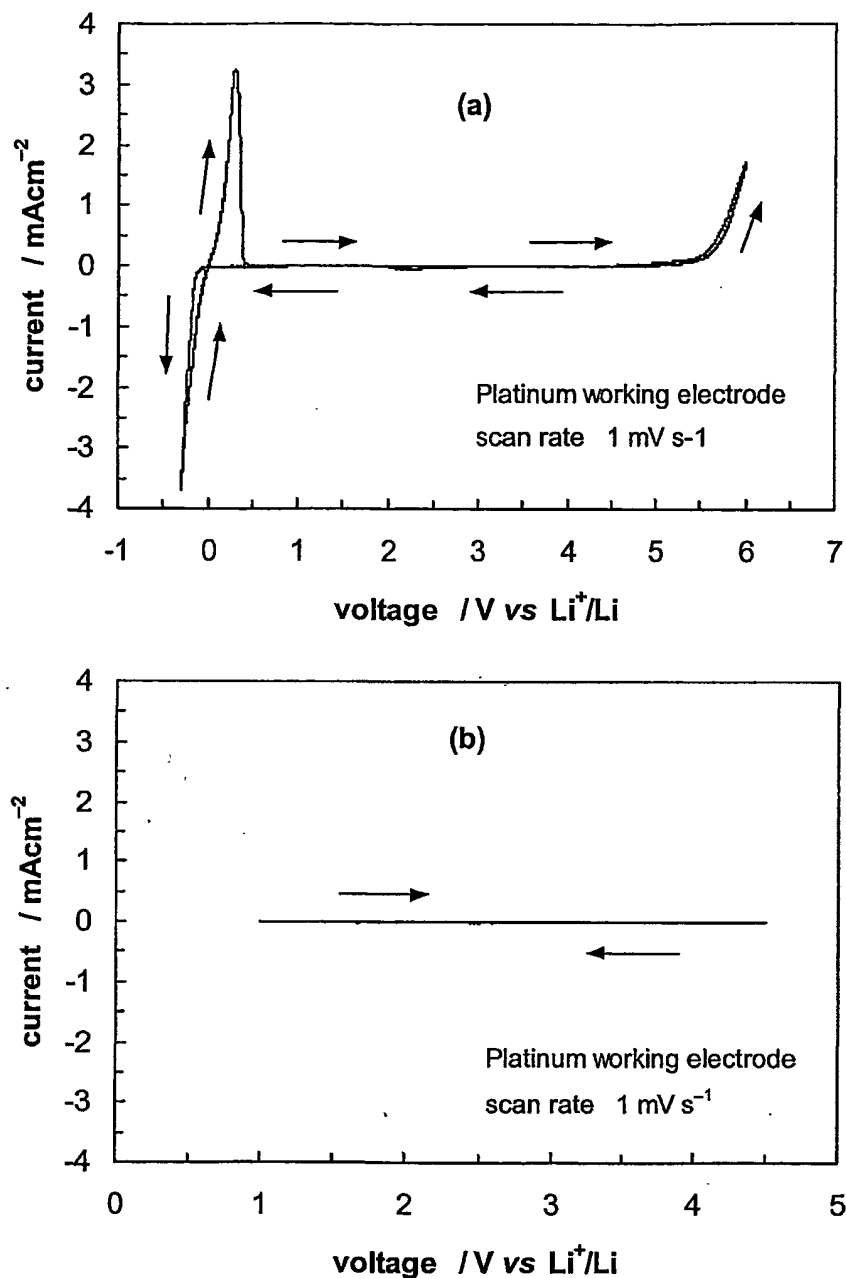 4
3
2
1
0
-1
-2
-3
-4
current / mAcm⁻²
(a)
Platinum working electrode
scan rate 1 mV s-1
-1 0 1 2 3 4 5 6 7
voltage / V vs Li⁺/Li
4
3
2
1
0
-1
-2
-3
-4
current / mAcm⁻²
(b)
Platinum working electrode
scan rate 1 mV s⁻¹
0 1 2 3 4 5
voltage / V vs Li⁺/Li